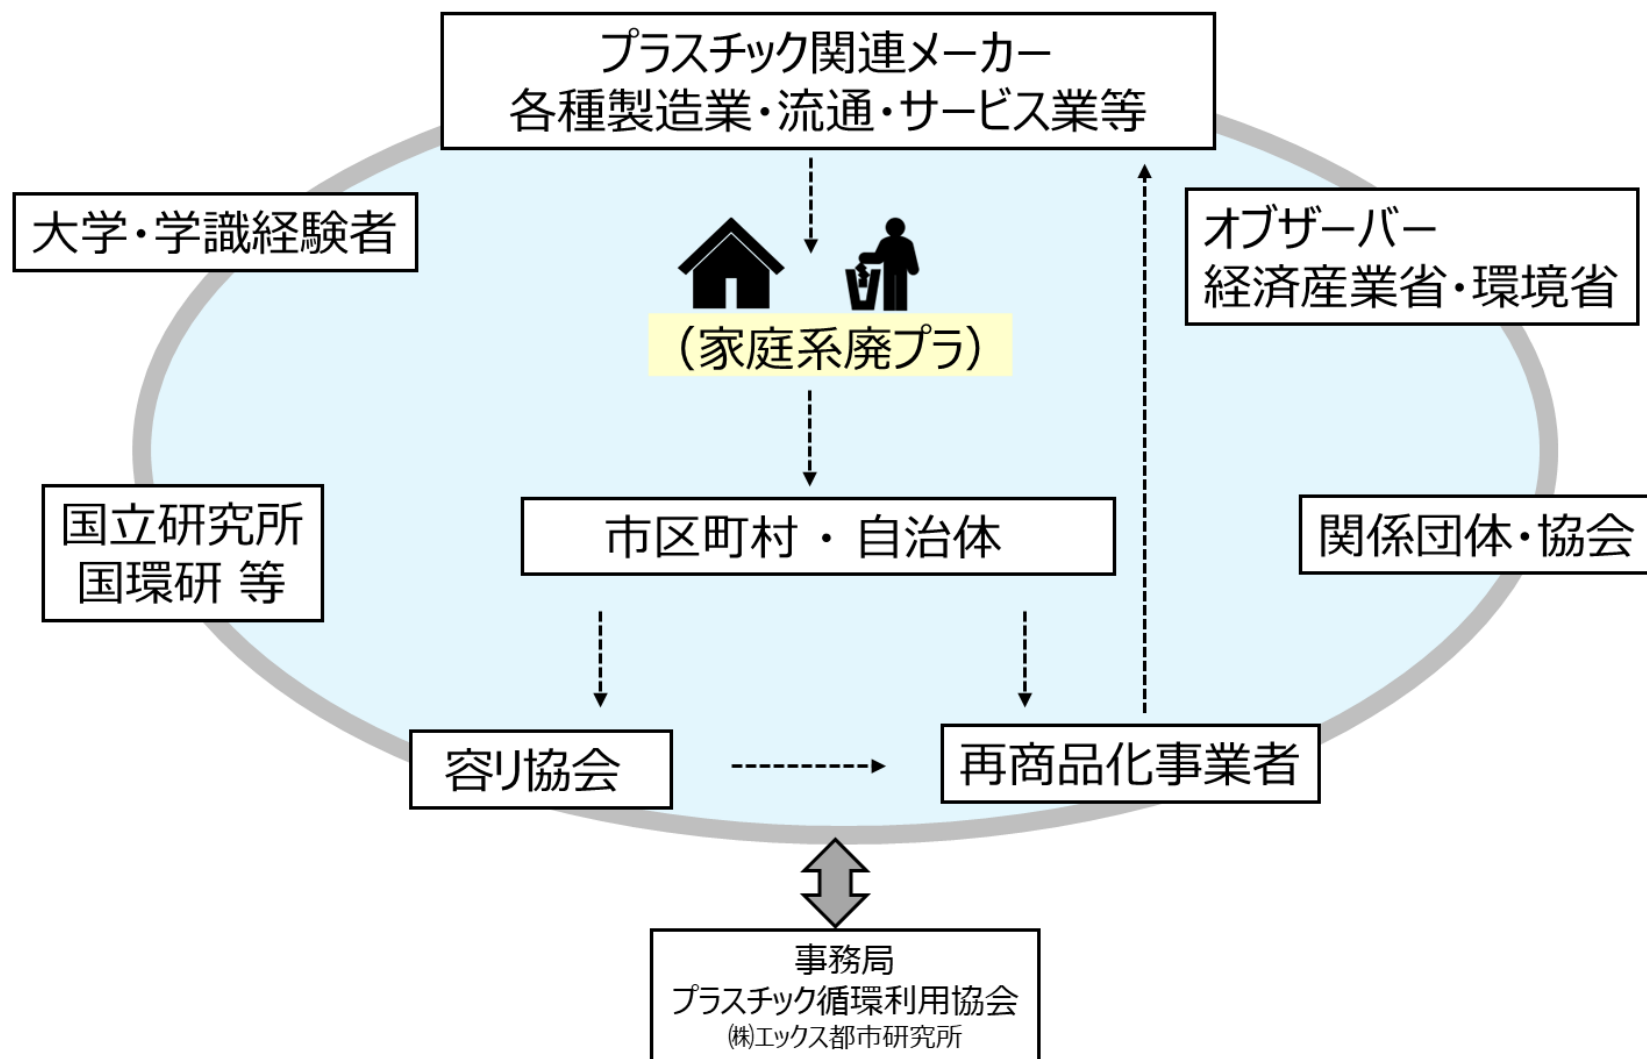 プラスチック関連メーカー
各種製造業・流通・サービス業等
大学・学識経験者
オブザーバー
経済産業省・環境省
（家庭系廃プラ）
国立研究所
国環研 等
市区町村 ・ 自治体
関係団体・協会
容リ協会
再商品化事業者
事務局
プラスチック循環利用協会
㈱エックス都市研究所